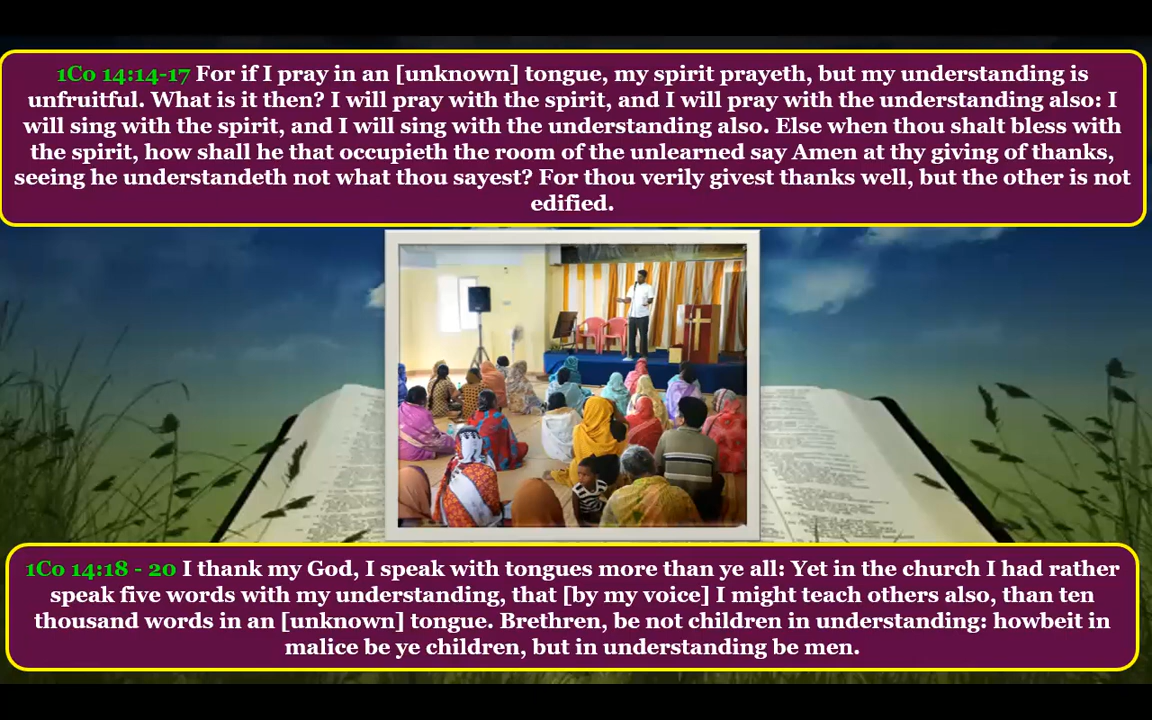 1Co 14:14-17 For if I pray in an [unknown] tongue, my spirit prayeth, but my understanding is
unfruitful. What is it then? I will pray with the spirit, and I will pray with the understanding also: I
will sing with the spirit, and I will sing with the understanding also. Else when thou shalt bless with
the spirit, how shall he that occupieth the room of the unlearned say Amen at thy giving of thanks,
seeing he understandeth not what thou sayest? For thou verily givest thanks well, but the other is not
edified.
1Co 14:18 - 20 I thank my God, I speak with tongues more than ye all: Yet in the church I had rather
speak five words with my understanding, that [by my voice] I might teach others also, than ten
thousand words in an [unknown] tongue. Brethren, be not children in understanding: howbeit in
malice be ye children, but in understanding be men.